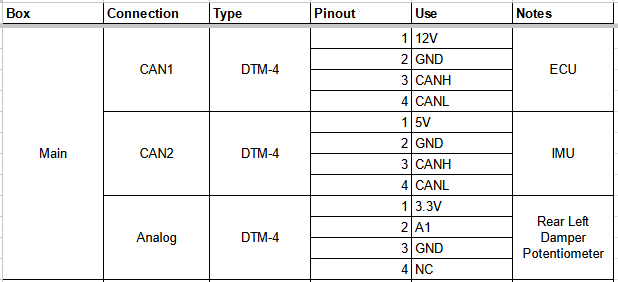 Box Connection Type Pinout Use Notes
Main CAN1 DTM-4 1 12V ECU
2 GND
3 CANH
4 CANL
CAN2 DTM-4 1 5V IMU
2 GND
3 CANH
4 CANL
Analog DTM-4 1 3.3V Rear Left
2 A1 Damper
3 GND Potentiometer
4 NC